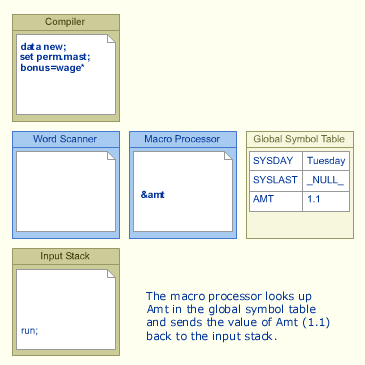 Compiler
data new;
set perm.mast;
bonus=wage*
Word Scanner
Macro Processor
&amt
Global Symbol Table
SYSDAY Tuesday
SYSLAST _NULL_
AMT 1.1
Input Stack
run;
The macro processor looks up
Amt in the global symbol table
and sends the value of Amt (1.1)
back to the input stack.